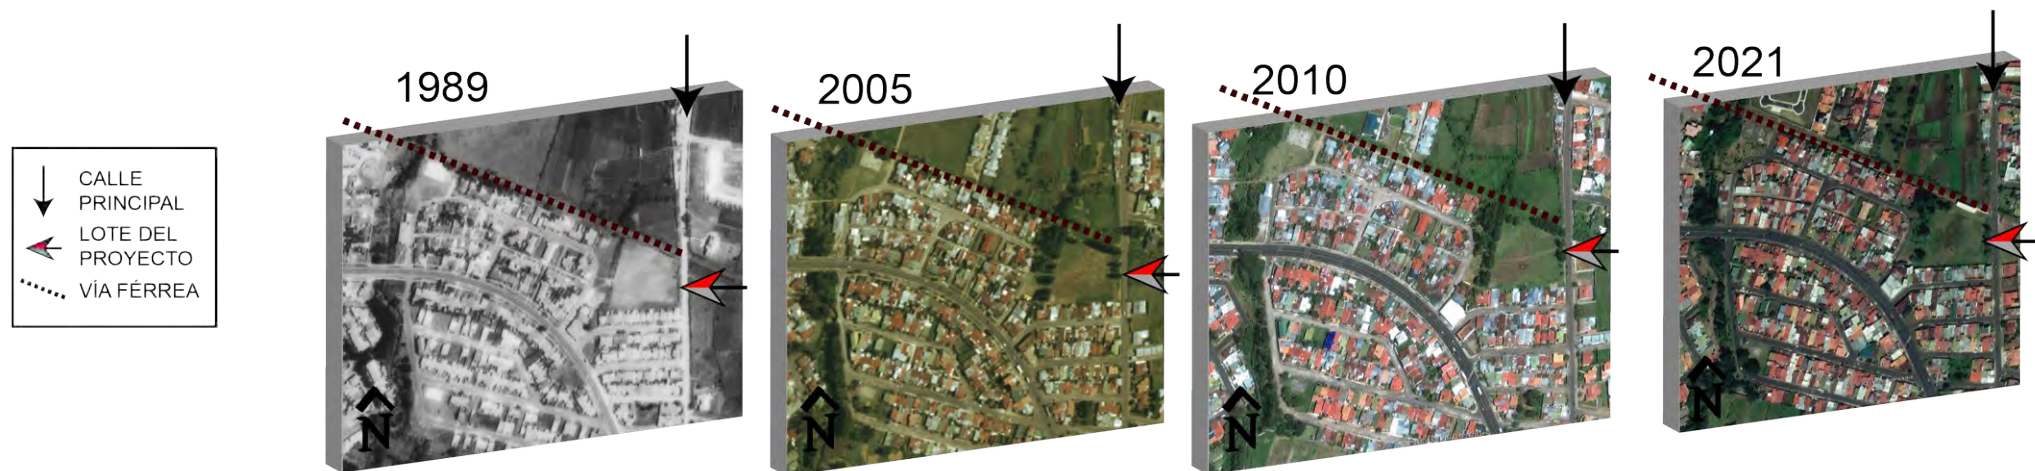 1989
2005
2010
2021
CALLE
PRINCIPAL
LOTE DEL
PROYECTO
VÍA FÉRREA
N
N
N
N